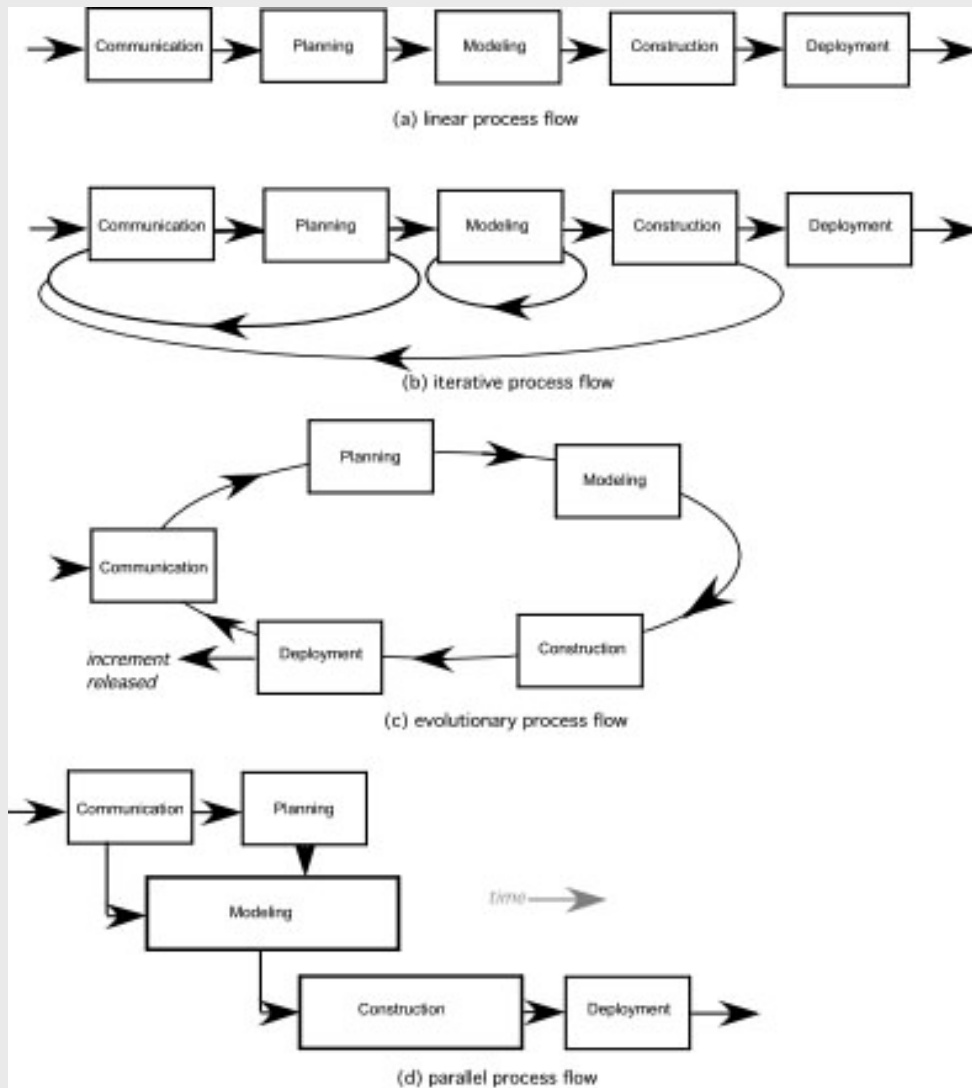 Communication
Planning
Modeling
Construction
Deployment
(a) linear process flow
Communication
Planning
Modeling
Construction
Deployment
(b) iterative process flow
Planning
Modeling
Communication
Construction
Deployment
increment
released
(c) evolutionary process flow
Communication
Planning
Modeling
time
Construction
Deployment
(d) parallel process flow